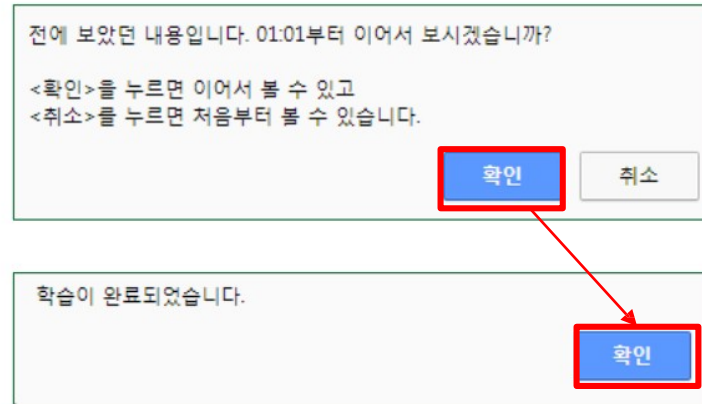 전에 보았던 내용입니다. 01:01부터 이어서 보시겠습니까?
<확인>을 누르면 이어서 볼 수 있고
<취소>를 누르면 처음부터 볼 수 있습니다.
확인 취소
학습이 완료되었습니다.
확인